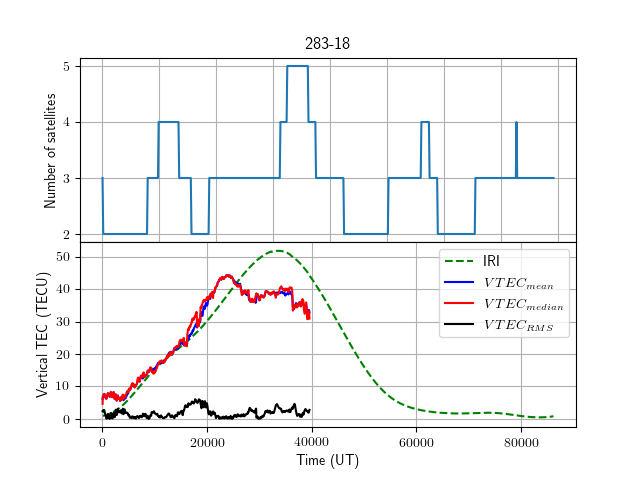 283-18
Number of satellites
5
4
3
2
Vertical TEC (TECU)
50
40
30
20
10
0
IRI
VTEC_mean
VTEC_median
VTEC_RMS
0 20000 40000 60000 80000
Time (UT)